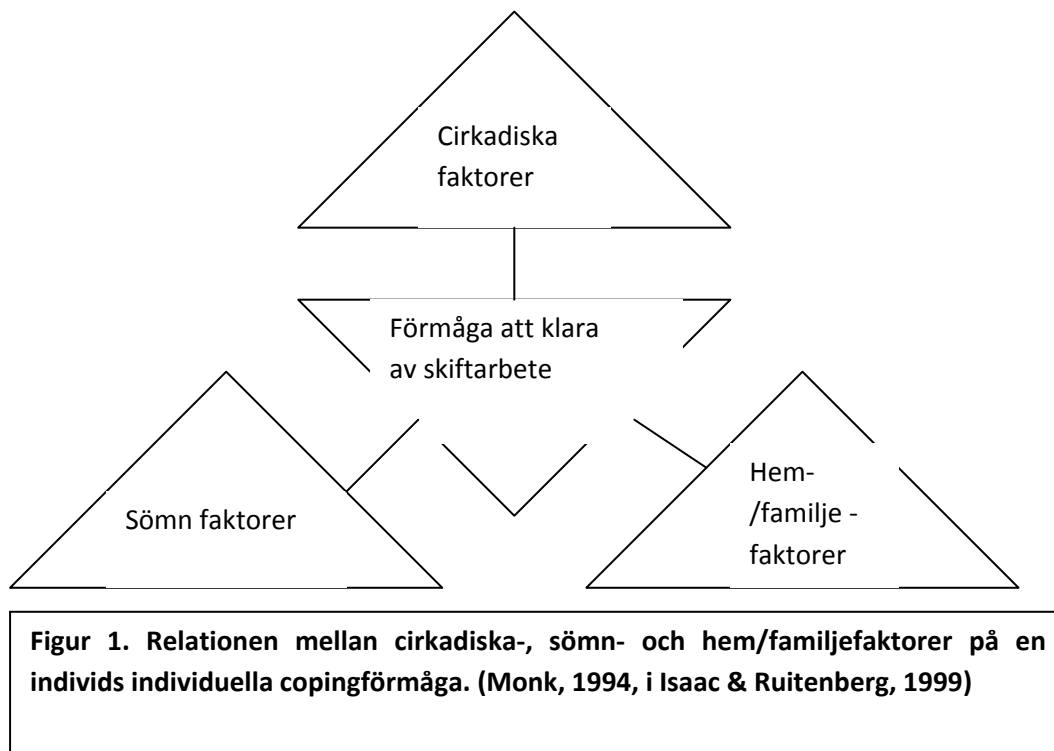 Cirkadiska
faktorer
Förmåga att klara
av skiftarbete
Sömn faktorer
Hem-
/familje -
faktorer
Figur 1. Relationen mellan cirkadiska-, sömn- och hem/familjefaktorer på en
individs individuella copingförmåga. (Monk, 1994, i Isaac & Ruitenberg, 1999)